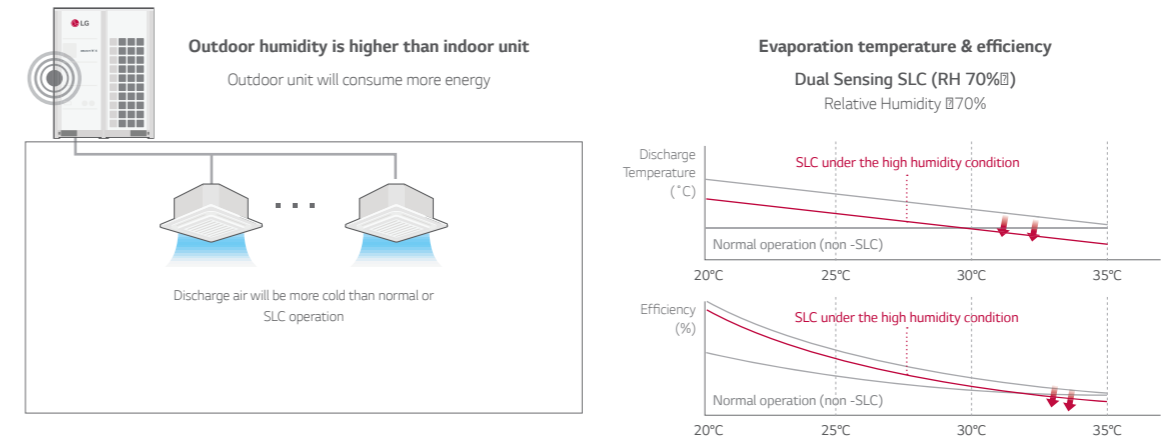 LG
Outdoor humidity is higher than indoor unit
Outdoor unit will consume more energy
Discharge air will be more cold than normal or
SLC operation
Evaporation temperature & efficiency
Dual Sensing SLC (RH 70%⍰)
Relative Humidity ⍰70%
Discharge
Temperature
(˚C)
SLC under the high humidity condition
Normal operation (non -SLC)
20℃ 25℃ 30℃ 35℃
Efficiency
(%)
SLC under the high humidity condition
Normal operation (non -SLC)
20℃ 25℃ 30℃ 35℃